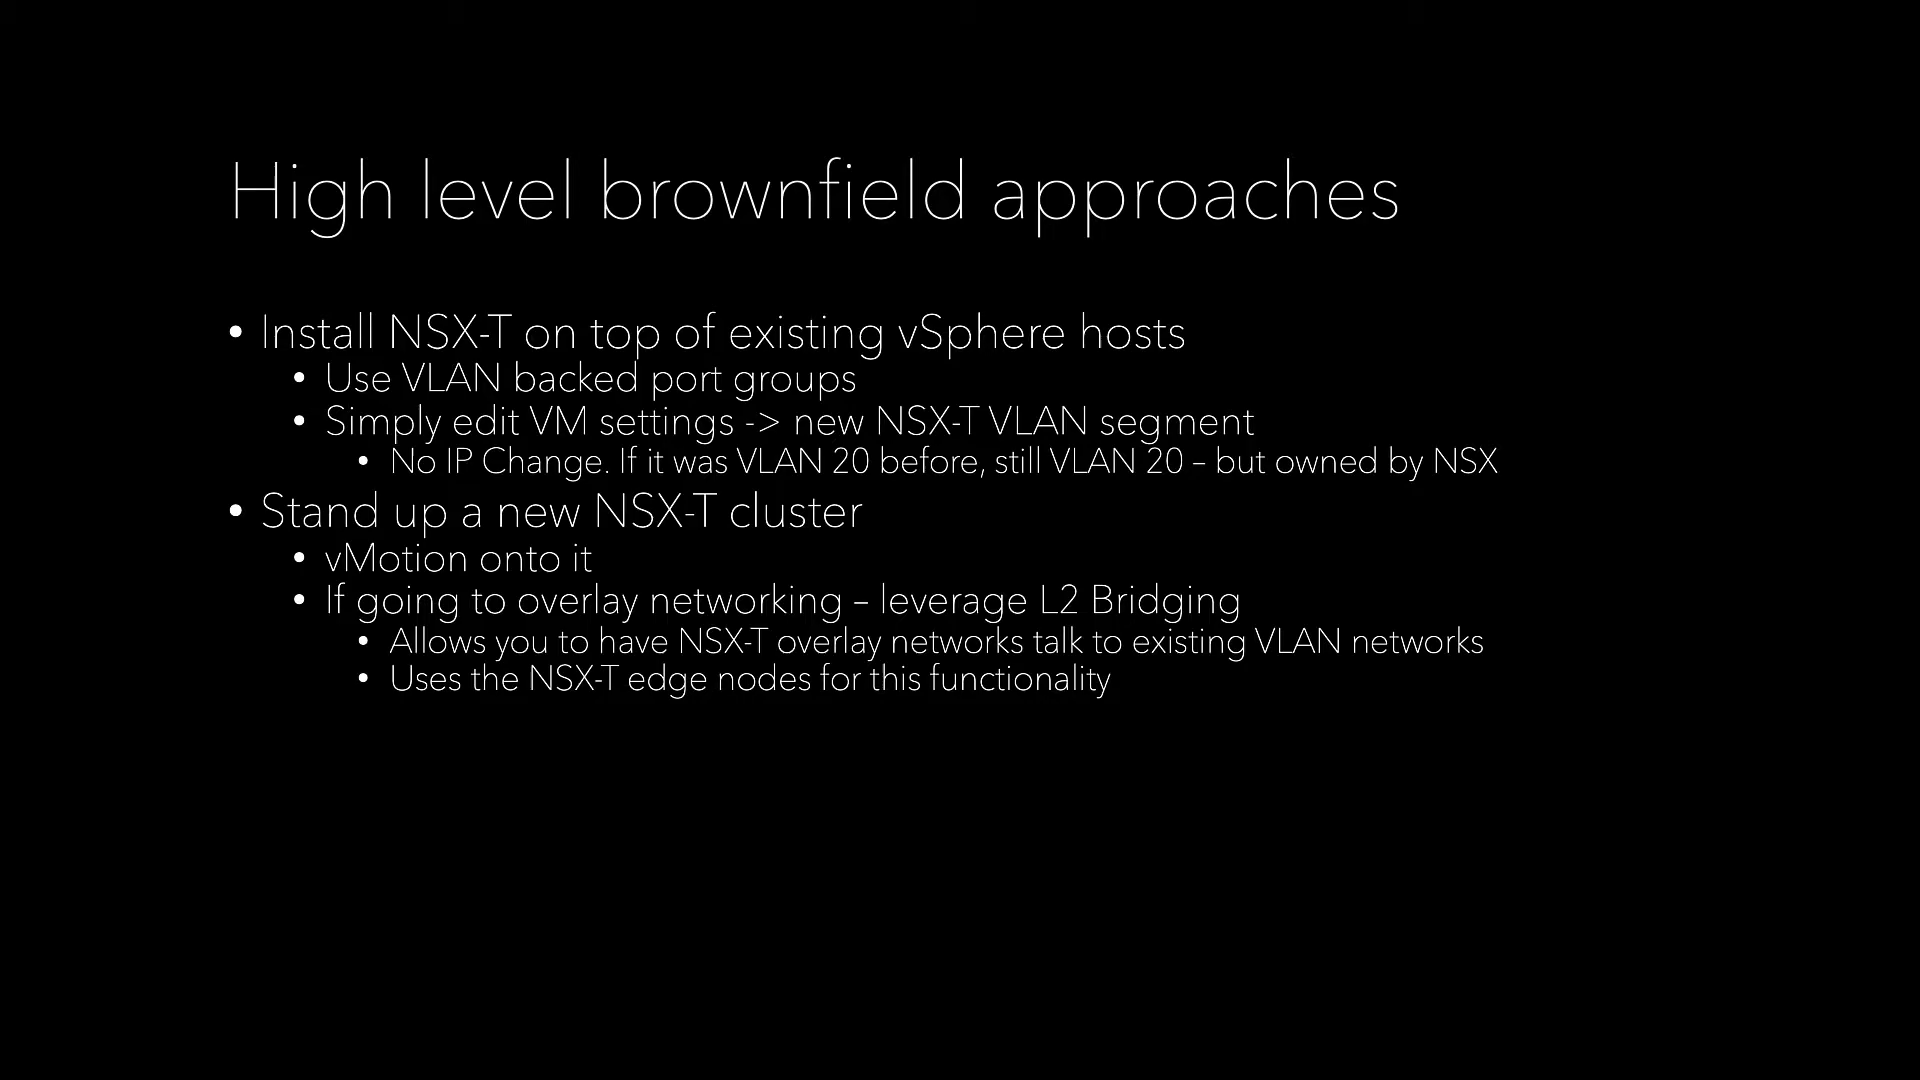 High level brownfield approaches
• Install NSX-T on top of existing vSphere hosts
• Use VLAN backed port groups
• Simply edit VM settings -> new NSX-T VLAN segment
• No IP Change. If it was VLAN 20 before, still VLAN 20 – but owned by NSX
• Stand up a new NSX-T cluster
• vMotion onto it
• If going to overlay networking – leverage L2 Bridging
• Allows you to have NSX-T overlay networks talk to existing VLAN networks
• Uses the NSX-T edge nodes for this functionality